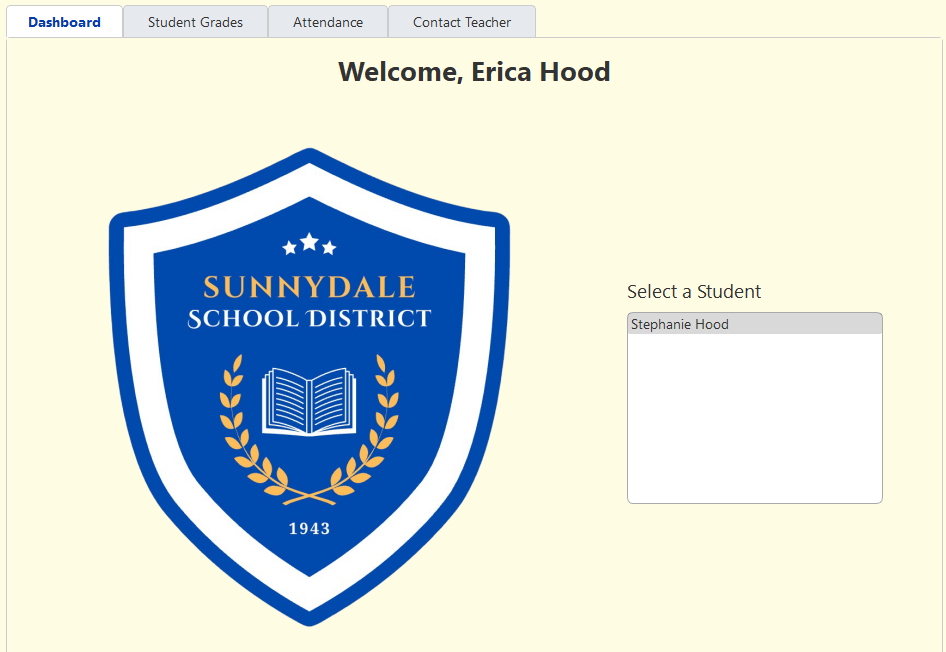 Dashboard Student Grades Attendance Contact Teacher
Welcome, Erica Hood
SUNNYDALE
SCHOOL DISTRICT
1943
Select a Student
Stephanie Hood